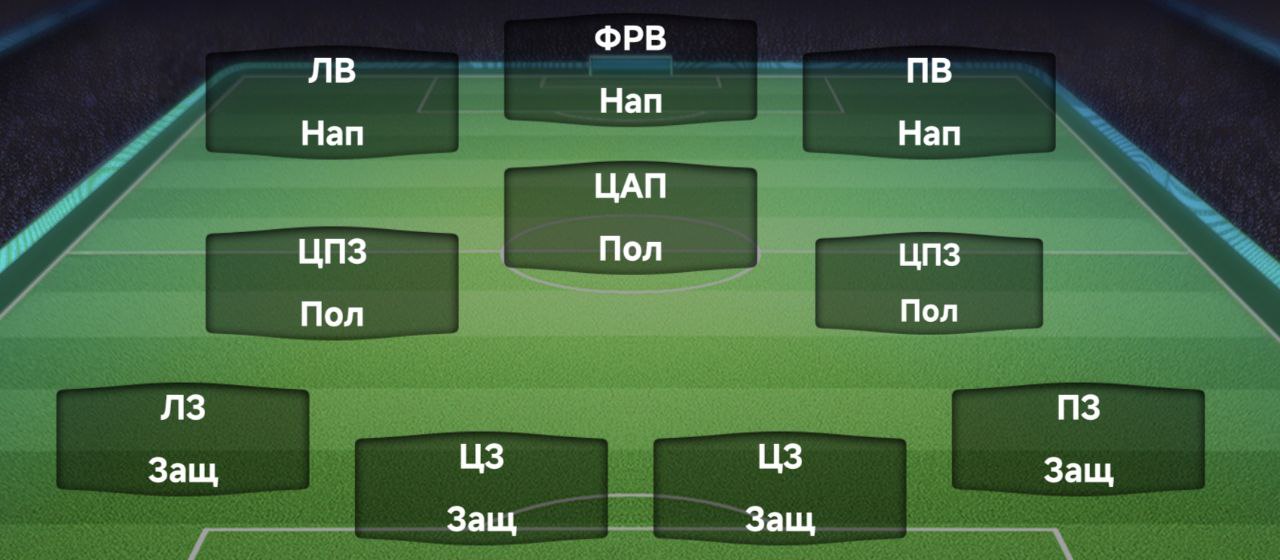 ФРВ
Нап
ЛВ
Нап
ПВ
Нап
ЦАП
Пол
ЦПЗ
Пол
ЦПЗ
Пол
ЛЗ
Защ
ПЗ
Защ
ЦЗ
Защ
ЦЗ
Защ